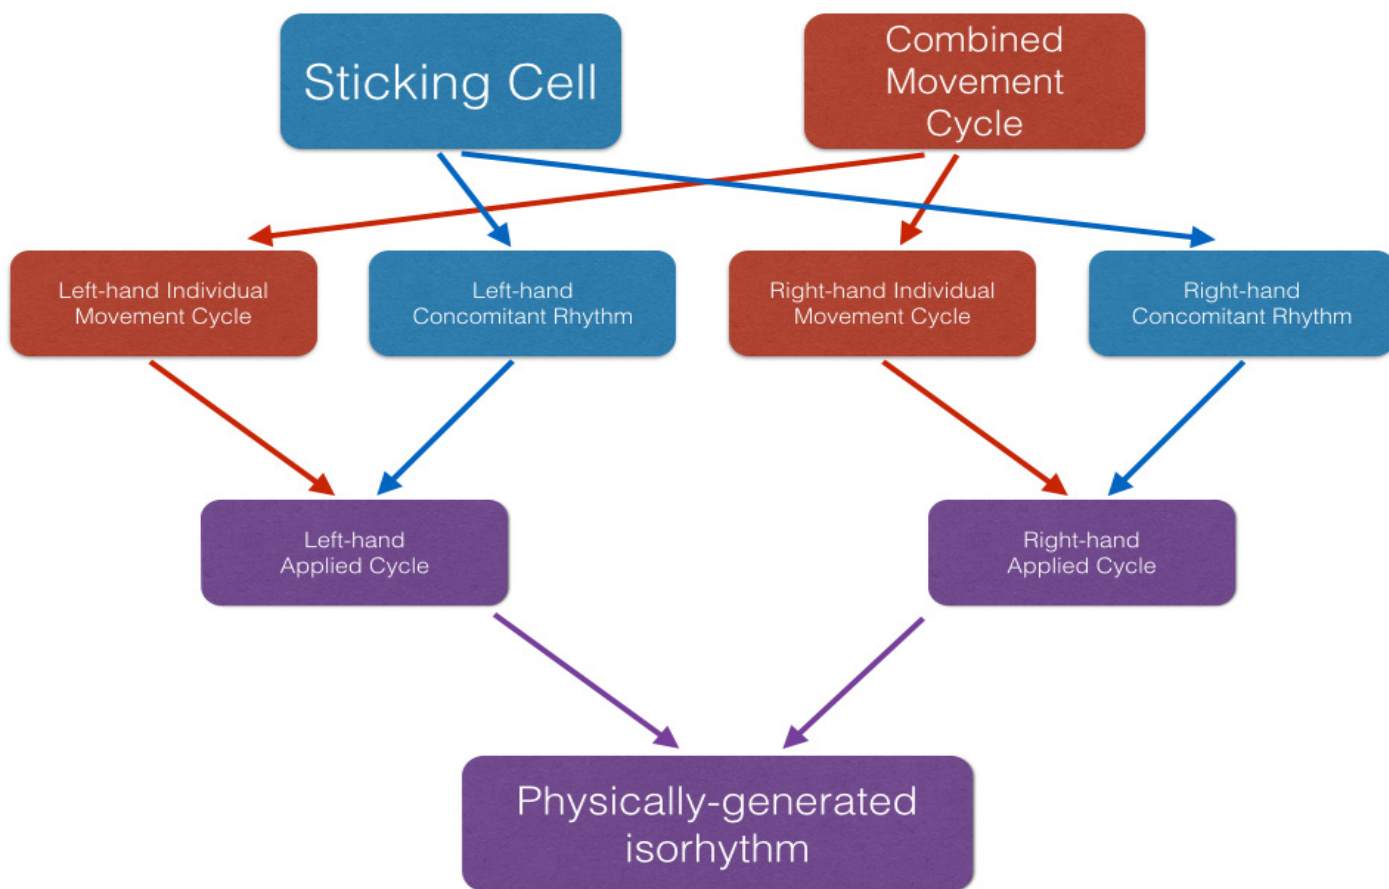 Sticking Cell
Combined
Movement
Cycle
Left-hand Individual
Movement Cycle
Left-hand
Concomitant Rhythm
Right-hand Individual
Movement Cycle
Right-hand
Concomitant Rhythm
Left-hand
Applied Cycle
Right-hand
Applied Cycle
Physically-generated
isorhythm